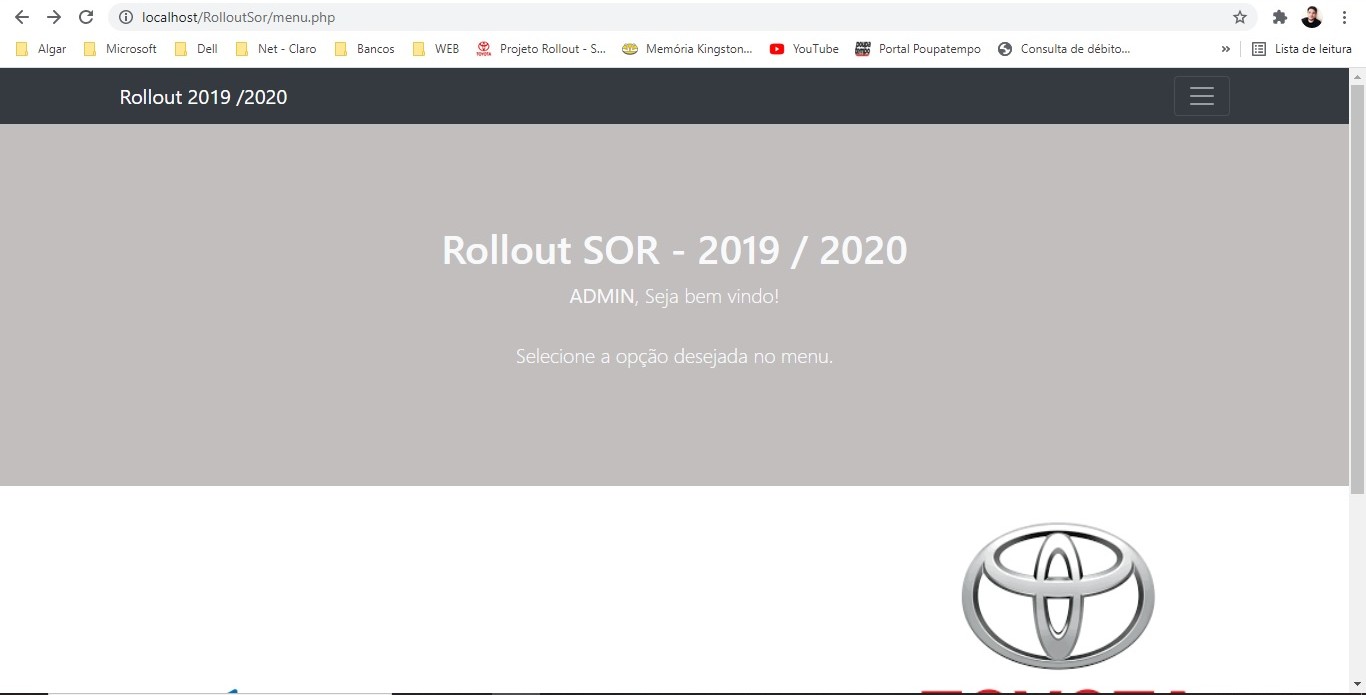 localhost/RolloutSor/menu.php
Algar Microsoft Dell Net - Claro Bancos WEB Projeto Rollout - S... Memória Kingston... YouTube Portal Poupatempo Consulta de débito... » Lista de leitura
Rollout 2019 /2020
Rollout SOR - 2019 / 2020
ADMIN, Seja bem vindo!
Selecione a opção desejada no menu.